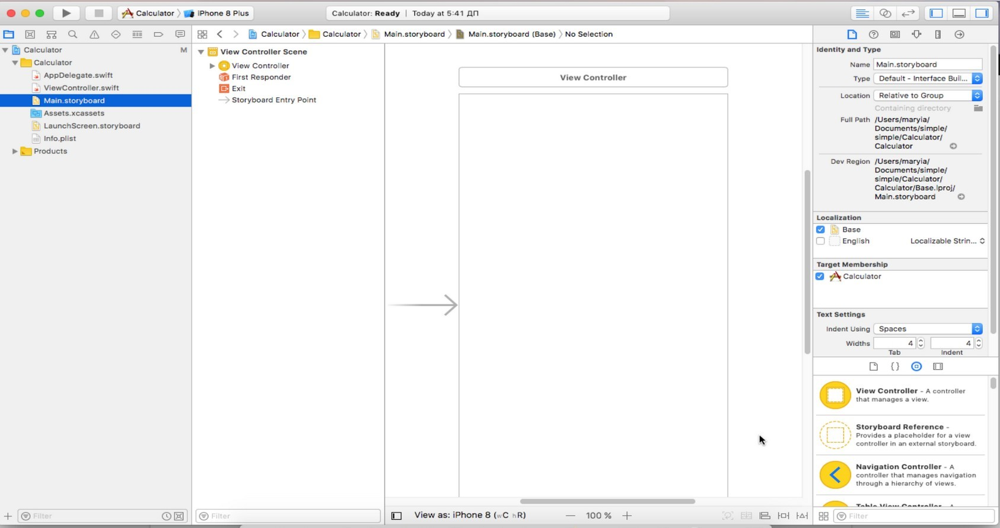 Calculator
iPhone 8 Plus
Calculator: Ready | Today at 5:41 ДП
Calculator
Calculator
Main.storyboard
Main.storyboard (Base)
No Selection
Calculator
M
Calculator
AppDelegate.swift
ViewController.swift
Main.storyboard
Assets.xcassets
LaunchScreen.storyboard
Info.plist
Products
Filter
View Controller Scene
View Controller
First Responder
Exit
Storyboard Entry Point
Filter
View Controller
View as: iPhone 8 (wC hR)
100 %
Identity and Type
Name Main.storyboard
Type Default - Interface Buil...
Location Relative to Group
Containing directory
Full Path /Users/maryia/
Documents/simple/
simple/Calculator/
Calculator
Dev Region /Users/maryia/
Documents/simple/
simple/Calculator/
Calculator/Base.lproj/
Main.storyboard
Localization
Base
English Localizable Strin...
Target Membership
Calculator
Text Settings
Indent Using Spaces
Widths 4 4
Tab Indent
{}
View Controller - A controller
that manages a view.
Storyboard Reference -
Provides a placeholder for a view
controller in an external storyboard.
Navigation Controller - A
controller that manages navigation
through a hierarchy of views.
Table View Controller - A
Filter